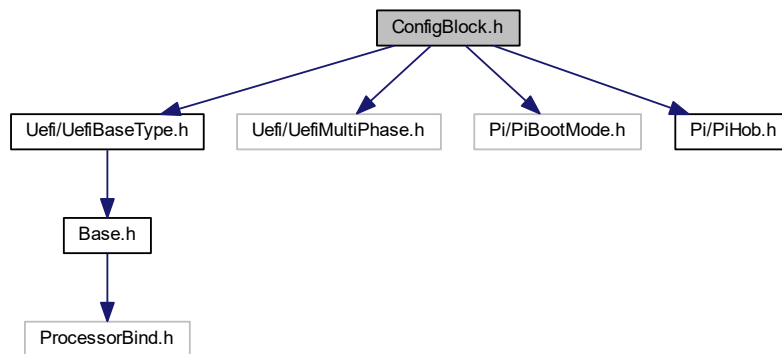 ConfigBlock.h
Uefi/UefiBaseType.h
Uefi/UefiMultiPhase.h
Pi/PiBootMode.h
Pi/PiHob.h
Base.h
ProcessorBind.h